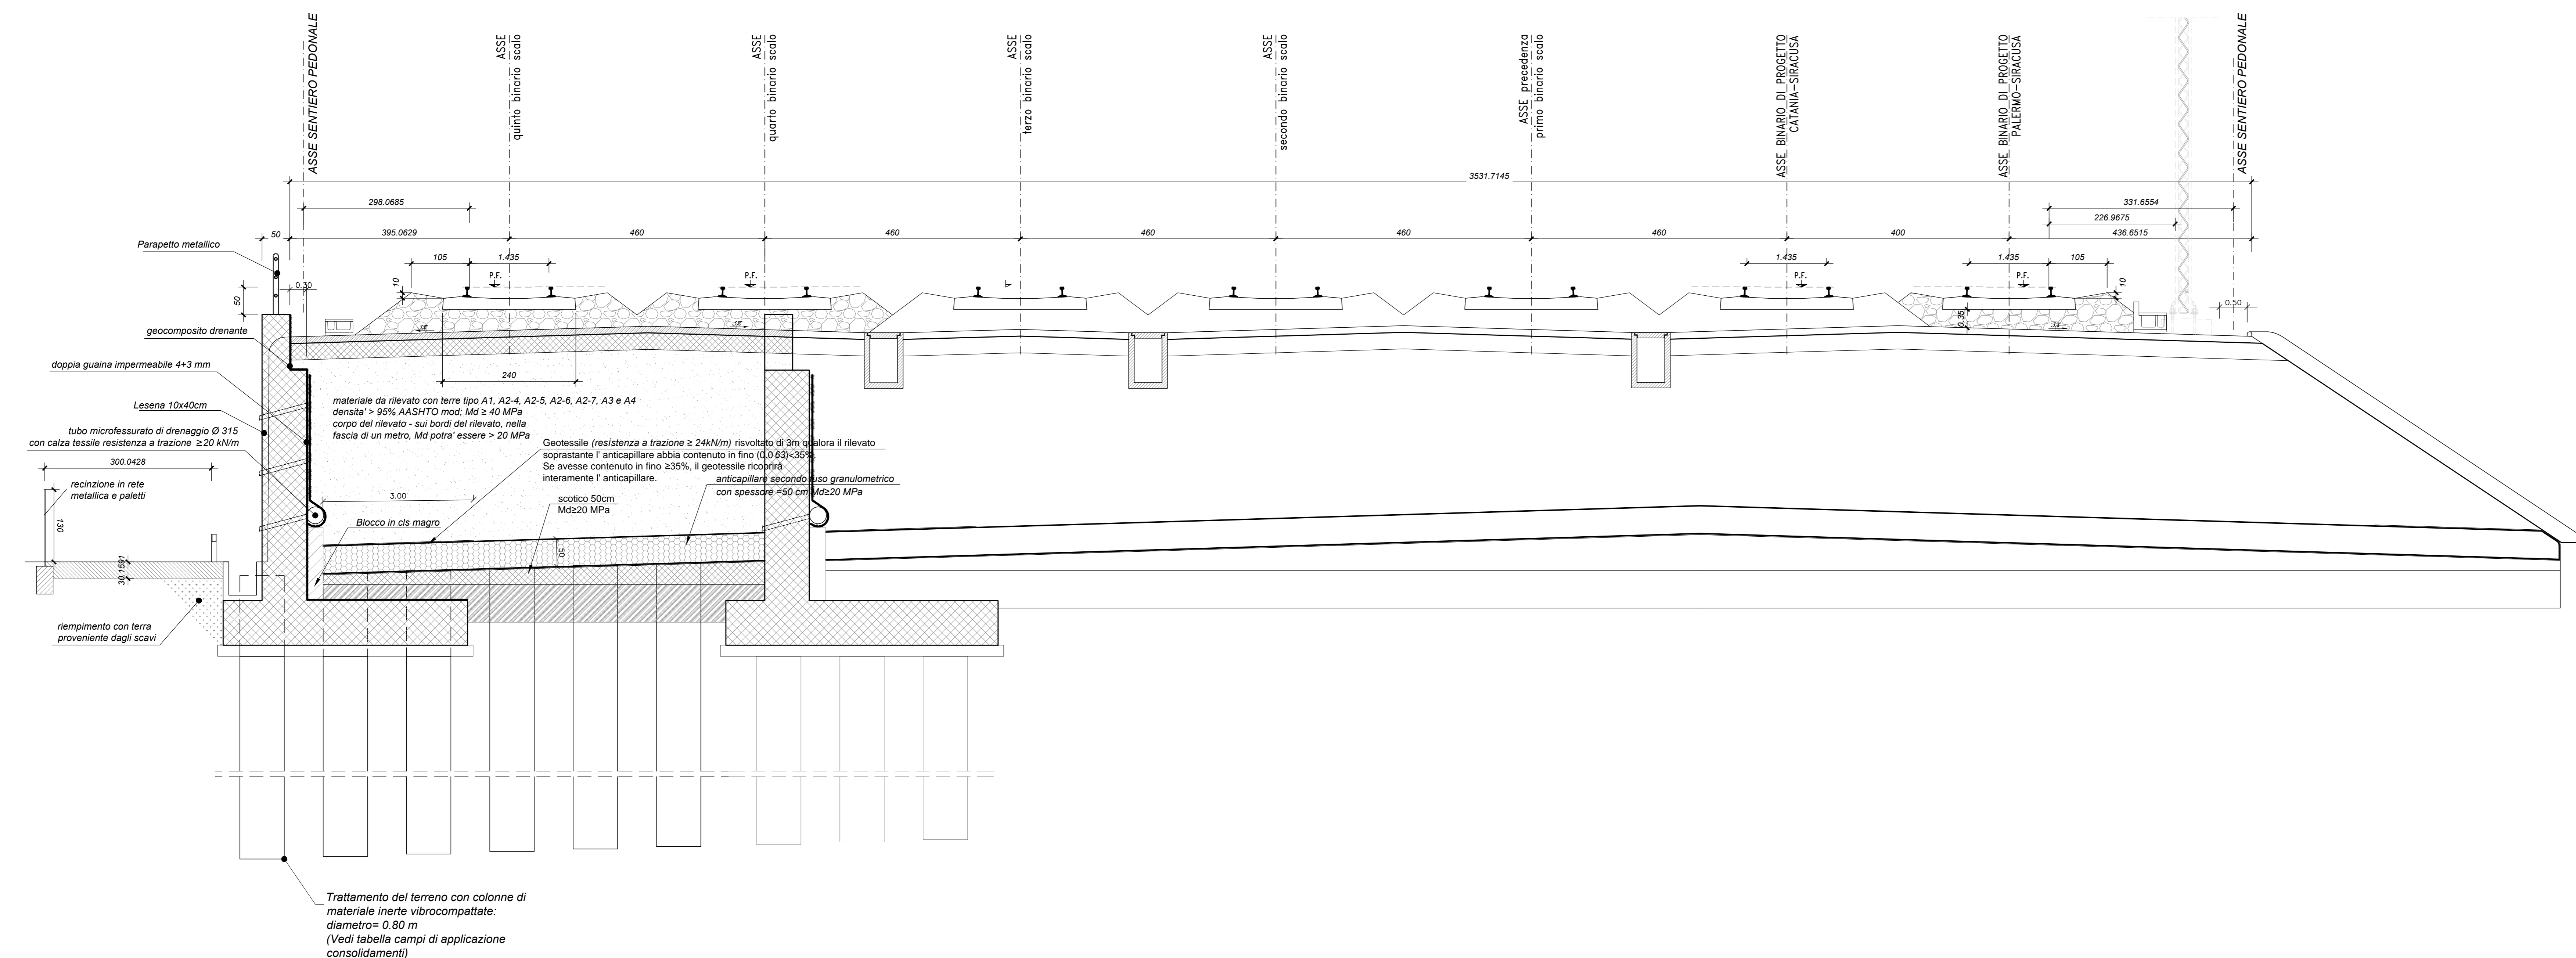 ASSE SENTIERO PEDONALE
ASSE
quinto binario scalo
ASSE
quarto binario scalo
ASSE
terzo binario scalo
ASSE
secondo binario scalo
ASSE precedenza
primo binario scalo
ASSE BINARIO DI PROGETTO
CATANIA-SIRACUSA
ASSE BINARIO DI PROGETTO
PALERMO-SIRACUSA
ASSE SENTIERO PEDONALE
3531.7145
298.0685
331.6554
226.9675
50
395.0629
460
460
460
460
460
400
436.6515
Parapetto metallico
105
1.435
1.435
1.435
105
10
P.F.
P.F.
P.F.
P.F.
10
50
0.30
0.50
0.35
geocomposito drenante
doppia guaina impermeabile 4+3 mm
240
Lesena 10x40cm
materiale da rilevato con terre tipo A1, A2-4, A2-5, A2-6, A2-7, A3 e A4
densita' > 95% AASHTO mod; Md ≥ 40 MPa
corpo del rilevato - sui bordi del rilevato, nella
fascia di un metro, Md potra' essere > 20 MPa
tubo microfessurato di drenaggio Ø 315
con calza tessile resistenza a trazione ≥20 kN/m
Geotessile (resistenza a trazione ≥ 24kN/m) risvoltato di 3m qualora il rilevato
soprastante l' anticapillare abbia contenuto in fino (0.063)<35%.
Se avesse contenuto in fino ≥35%, il geotessile ricoprirà
interamente l' anticapillare.
300.0428
recinzione in rete
metallica e paletti
130
3.00
anticapillare secondo fuso granulometrico
con spessore =50 cm Md≥20 MPa
scotico 50cm
Md≥20 MPa
Blocco in cls magro
50
30.1591
riempimento con terra
proveniente dagli scavi
Trattamento del terreno con colonne di
materiale inerte vibrocompattate:
diametro= 0.80 m
(Vedi tabella campi di applicazione
consolidamenti)